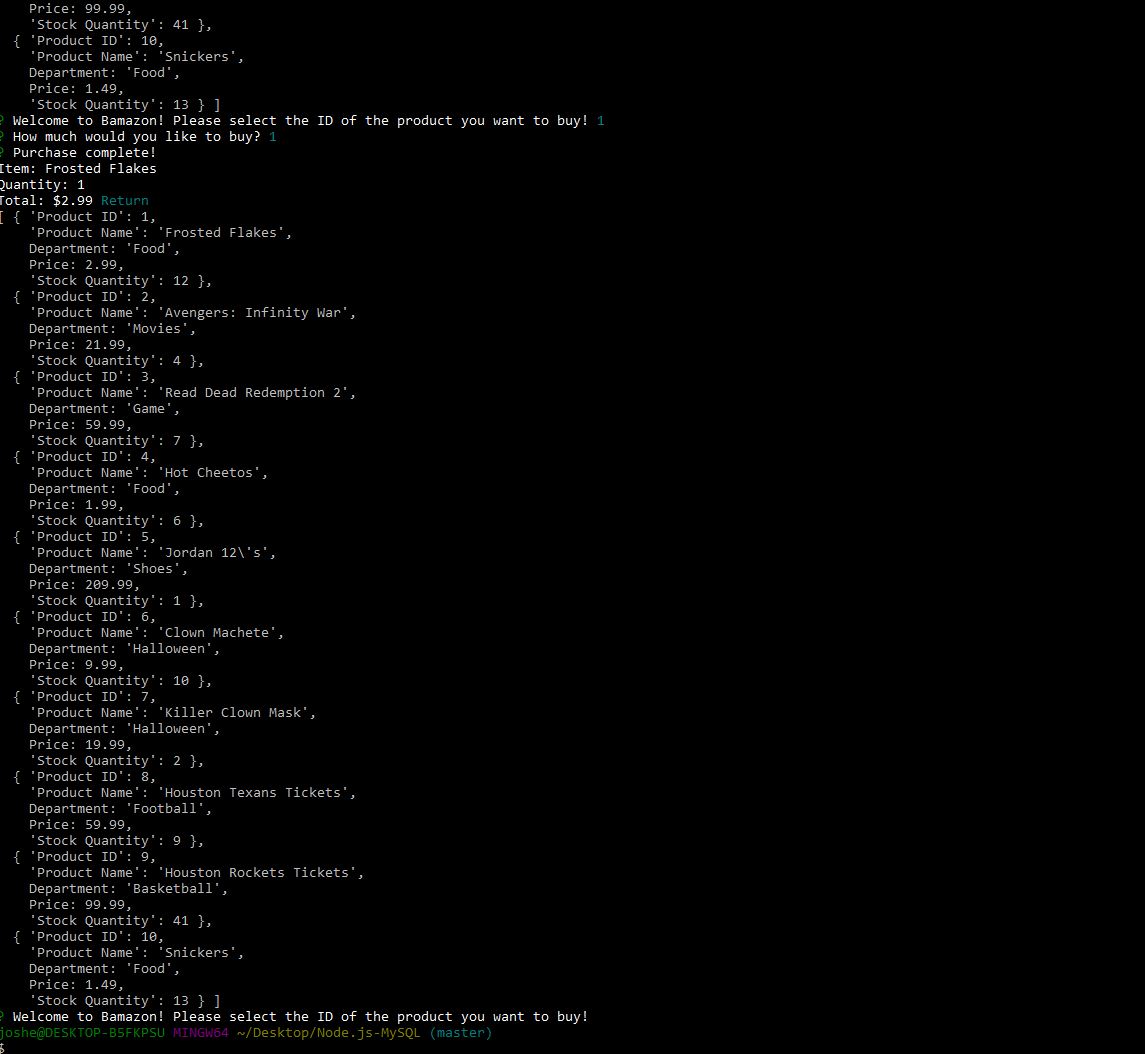 Price: 99.99,
    'Stock Quantity': 41 },
  { 'Product ID': 10,
    'Product Name': 'Snickers',
    Department: 'Food',
    Price: 1.49,
    'Stock Quantity': 13 } ]
? Welcome to Bamazon! Please select the ID of the product you want to buy! 1
? How much would you like to buy? 1
? Purchase complete!
Item: Frosted Flakes
Quantity: 1
Total: $2.99 Return
[ { 'Product ID': 1,
    'Product Name': 'Frosted Flakes',
    Department: 'Food',
    Price: 2.99,
    'Stock Quantity': 12 },
  { 'Product ID': 2,
    'Product Name': 'Avengers: Infinity War',
    Department: 'Movies',
    Price: 21.99,
    'Stock Quantity': 4 },
  { 'Product ID': 3,
    'Product Name': 'Read Dead Redemption 2',
    Department: 'Game',
    Price: 59.99,
    'Stock Quantity': 7 },
  { 'Product ID': 4,
    'Product Name': 'Hot Cheetos',
    Department: 'Food',
    Price: 1.99,
    'Stock Quantity': 6 },
  { 'Product ID': 5,
    'Product Name': 'Jordan 12\'s',
    Department: 'Shoes',
    Price: 209.99,
    'Stock Quantity': 1 },
  { 'Product ID': 6,
    'Product Name': 'Clown Machete',
    Department: 'Halloween',
    Price: 9.99,
    'Stock Quantity': 10 },
  { 'Product ID': 7,
    'Product Name': 'Killer Clown Mask',
    Department: 'Halloween',
    Price: 19.99,
    'Stock Quantity': 2 },
  { 'Product ID': 8,
    'Product Name': 'Houston Texans Tickets',
    Department: 'Football',
    Price: 59.99,
    'Stock Quantity': 9 },
  { 'Product ID': 9,
    'Product Name': 'Houston Rockets Tickets',
    Department: 'Basketball',
    Price: 99.99,
    'Stock Quantity': 41 },
  { 'Product ID': 10,
    'Product Name': 'Snickers',
    Department: 'Food',
    Price: 1.49,
    'Stock Quantity': 13 } ]
? Welcome to Bamazon! Please select the ID of the product you want to buy!
joshe@DESKTOP-B5FKPSU MINGW64 ~/Desktop/Node.js-MySQL (master)
$